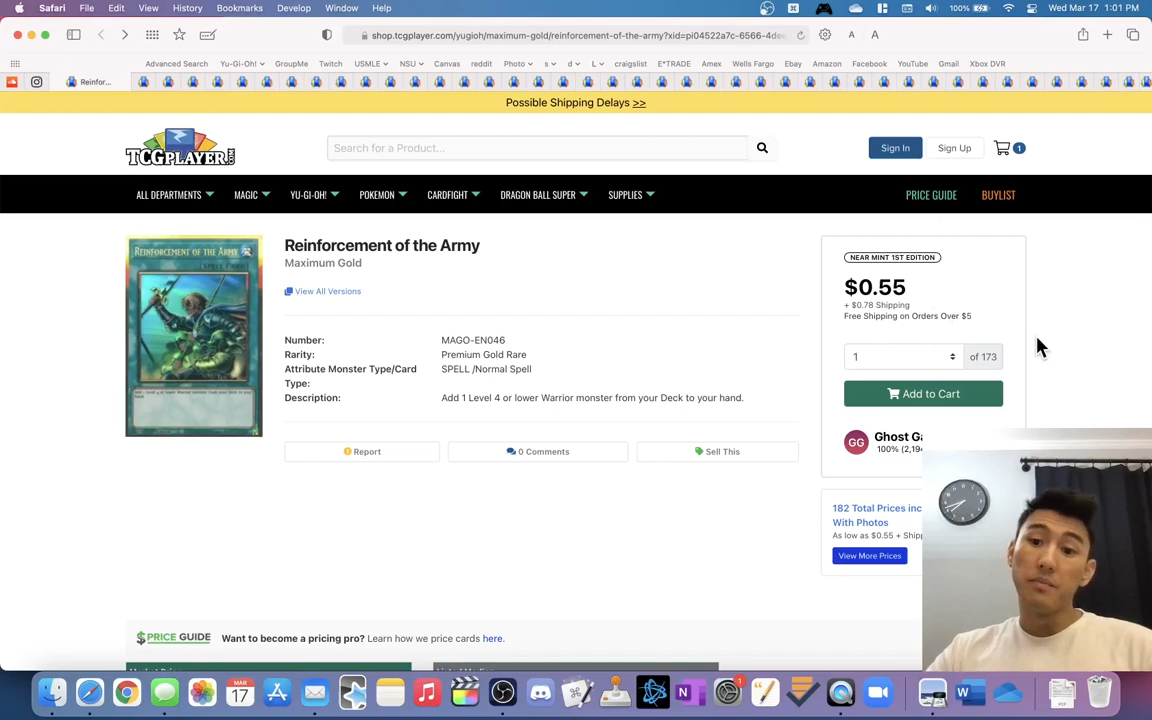 Safari File Edit View History Bookmarks Develop Window Help 100% Wed Mar 17 1:01 PM
shop.tcgplayer.com/yugioh/maximum-gold/reinforcement-of-the-army?xid=pi04522a7c-6566-4de
A A
Advanced Search Yu-Gi-Oh! GroupMe Twitch USMLE NSU Canvas reddit Photo s d L craigslist E*TRADE Amex Wells Fargo Ebay Amazon Facebook YouTube Gmail Xbox DVR
Reinfor...
Possible Shipping Delays >>
TCGPLAYER.COM
Search for a Product...
Sign In Sign Up 1
ALL DEPARTMENTS MAGIC YU-GI-OH! POKEMON CARDFIGHT DRAGON BALL SUPER SUPPLIES PRICE GUIDE BUYLIST
REINFORCEMENT OF THE ARMY
SPELL CARD
Reinforcement of the Army
Maximum Gold
View All Versions
Number: MAGO-EN046
Rarity: Premium Gold Rare
Attribute Monster Type/Card Type: SPELL /Normal Spell
Description: Add 1 Level 4 or lower Warrior monster from your Deck to your hand.
Report 0 Comments Sell This
NEAR MINT 1ST EDITION
$0.55
+ $0.78 Shipping
Free Shipping on Orders Over $5
1 of 173
Add to Cart
GG Ghost
100% (2,19
182 Total Prices
With Photos
As low as $0.55 +
View More Prices
$PRICE GUIDE Want to become a pricing pro? Learn how we price cards here.
MAR
17
N
1
W